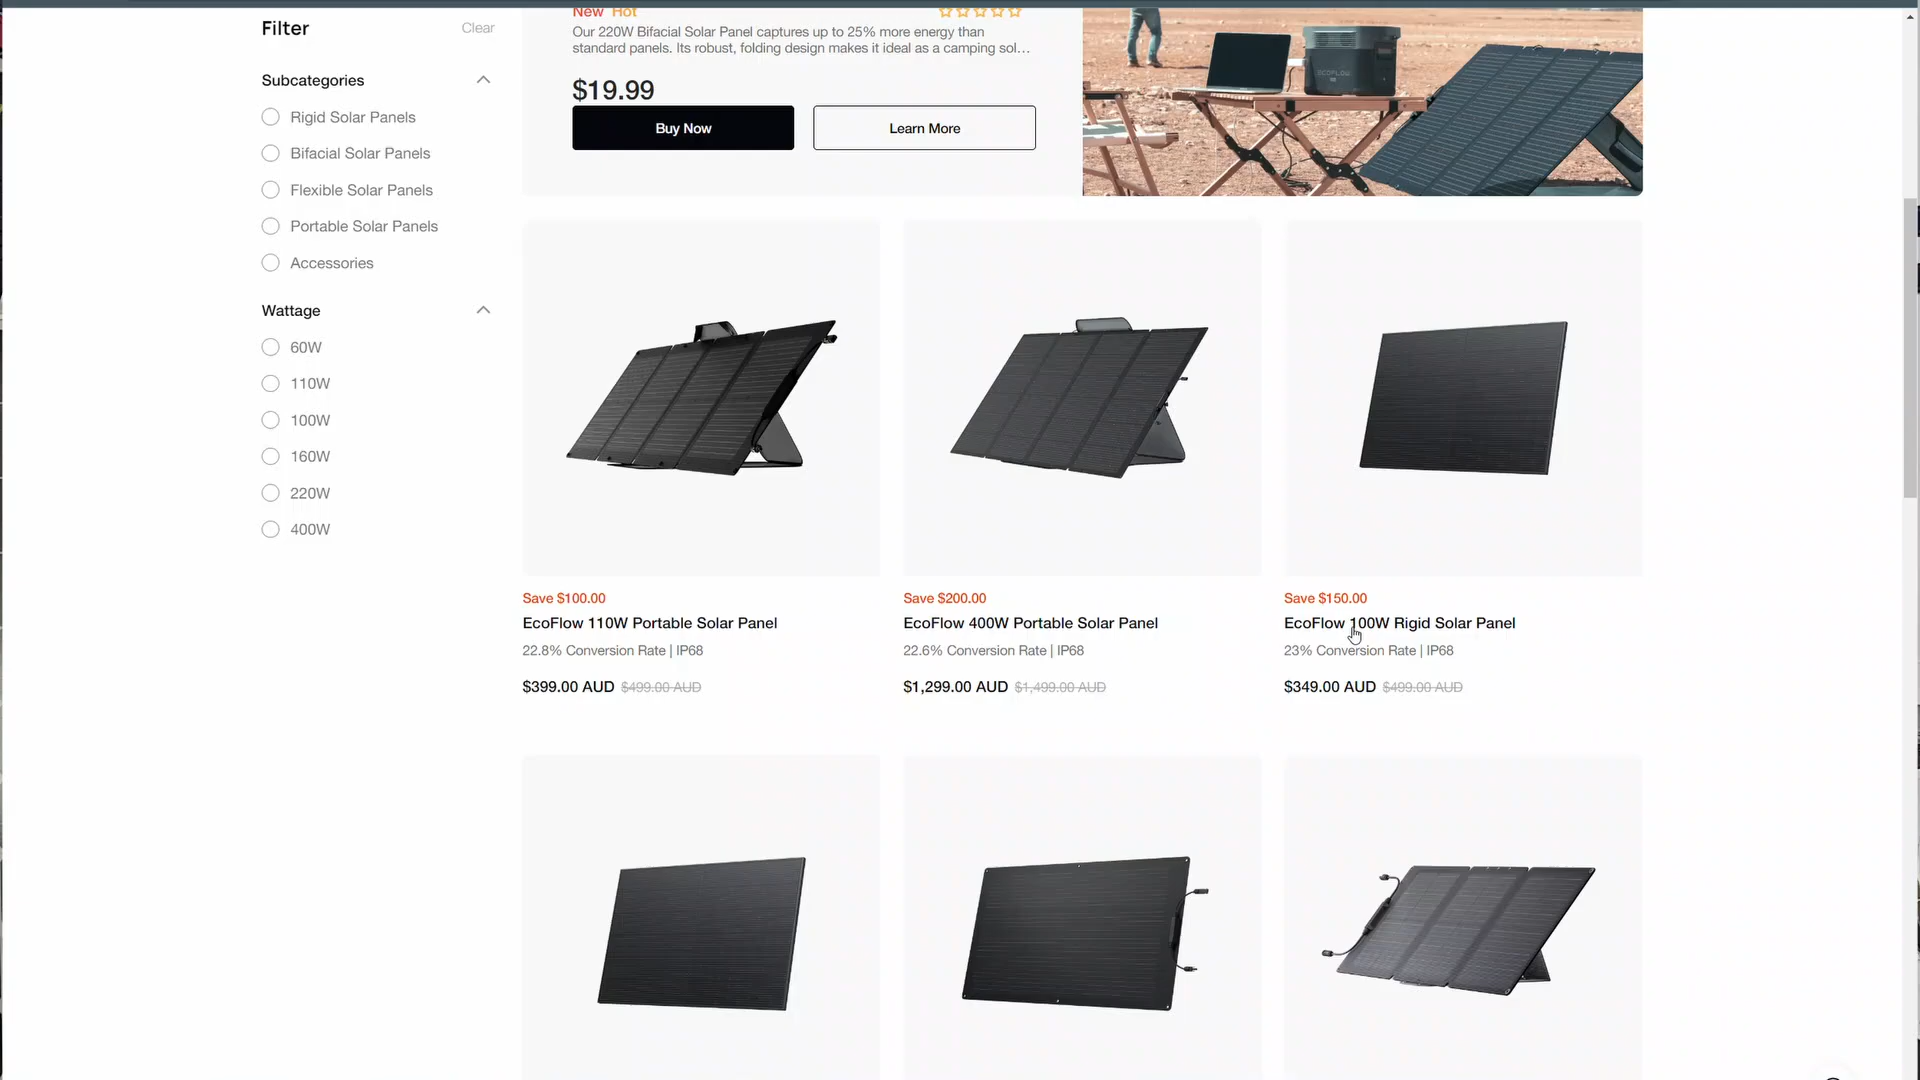 Filter
Clear
Subcategories
Rigid Solar Panels
Bifacial Solar Panels
Flexible Solar Panels
Portable Solar Panels
Accessories
Wattage
60W
110W
100W
160W
220W
400W
New Hot
Our 220W Bifacial Solar Panel captures up to 25% more energy than
standard panels. Its robust, folding design makes it ideal as a camping sol...
$19.99
Buy Now
Learn More
ECOFLOW
Save $100.00
EcoFlow 110W Portable Solar Panel
22.8% Conversion Rate | IP68
$399.00 AUD $499.00 AUD
Save $200.00
EcoFlow 400W Portable Solar Panel
22.6% Conversion Rate | IP68
$1,299.00 AUD $1,499.00 AUD
Save $150.00
EcoFlow 100W Rigid Solar Panel
23% Conversion Rate | IP68
$349.00 AUD $499.00 AUD